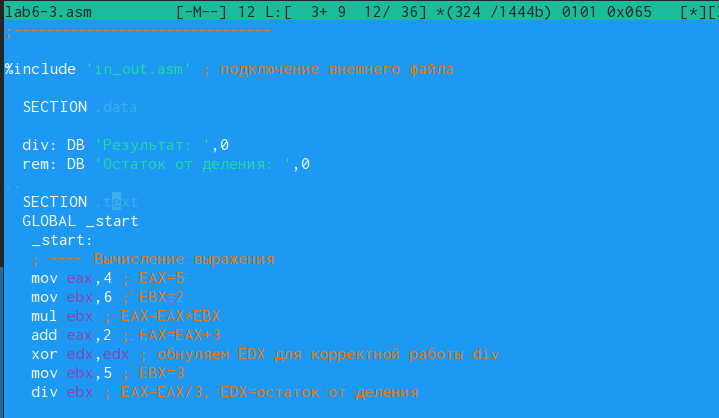 lab6-3.asm [-M--] 12 L:[ 3+ 9 12/ 36] *(324 /1444b) 0101 0x065 [*][
;------------------------------
%include 'in_out.asm' ; подключение внешнего файла
SECTION .data
div: DB 'Результат: ',0
rem: DB 'Остаток от деления: ',0
..
SECTION .text
GLOBAL _start
_start:
; ---- Вычисление выражения
mov eax,4 ; EAX=5
mov ebx,6 ; EBX=2
mul ebx ; EAX=EAX*EBX
add eax,2 ; EAX=EAX+3
xor edx,edx ; обнуляем EDX для корректной работы div
mov ebx,5 ; EBX=3
div ebx ; EAX=EAX/3, EDX=остаток от деления